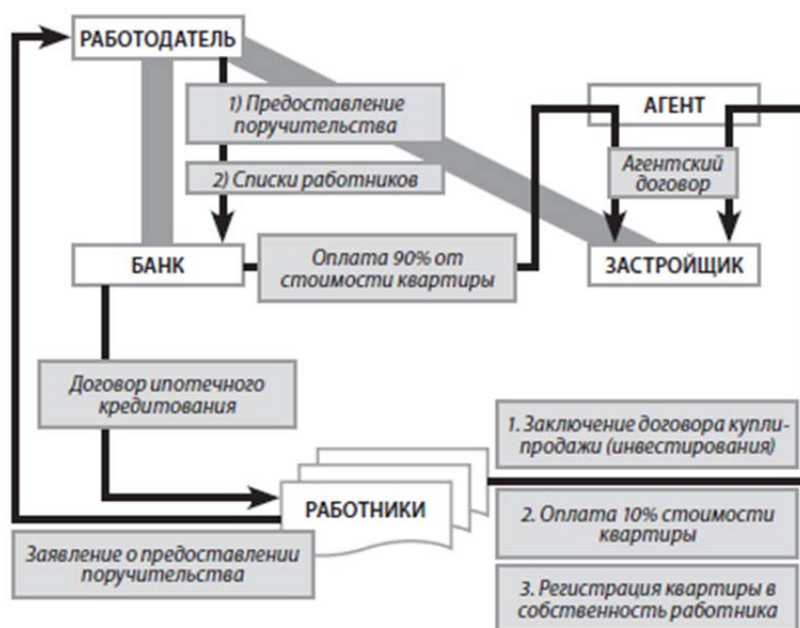 РАБОТОДАТЕЛЬ
1) Предоставление
поручительства
2) Списки работников
АГЕНТ
Агентский
договор
БАНК
Оплата 90% от
стоимости квартиры
ЗАСТРОЙЩИК
Договор ипотечного
кредитования
1. Заключение договора купли-
продажи (инвестирования)
РАБОТНИКИ
2. Оплата 10% стоимости
квартиры
Заявление о предоставлении
поручительства
3. Регистрация квартиры в
собственность работника